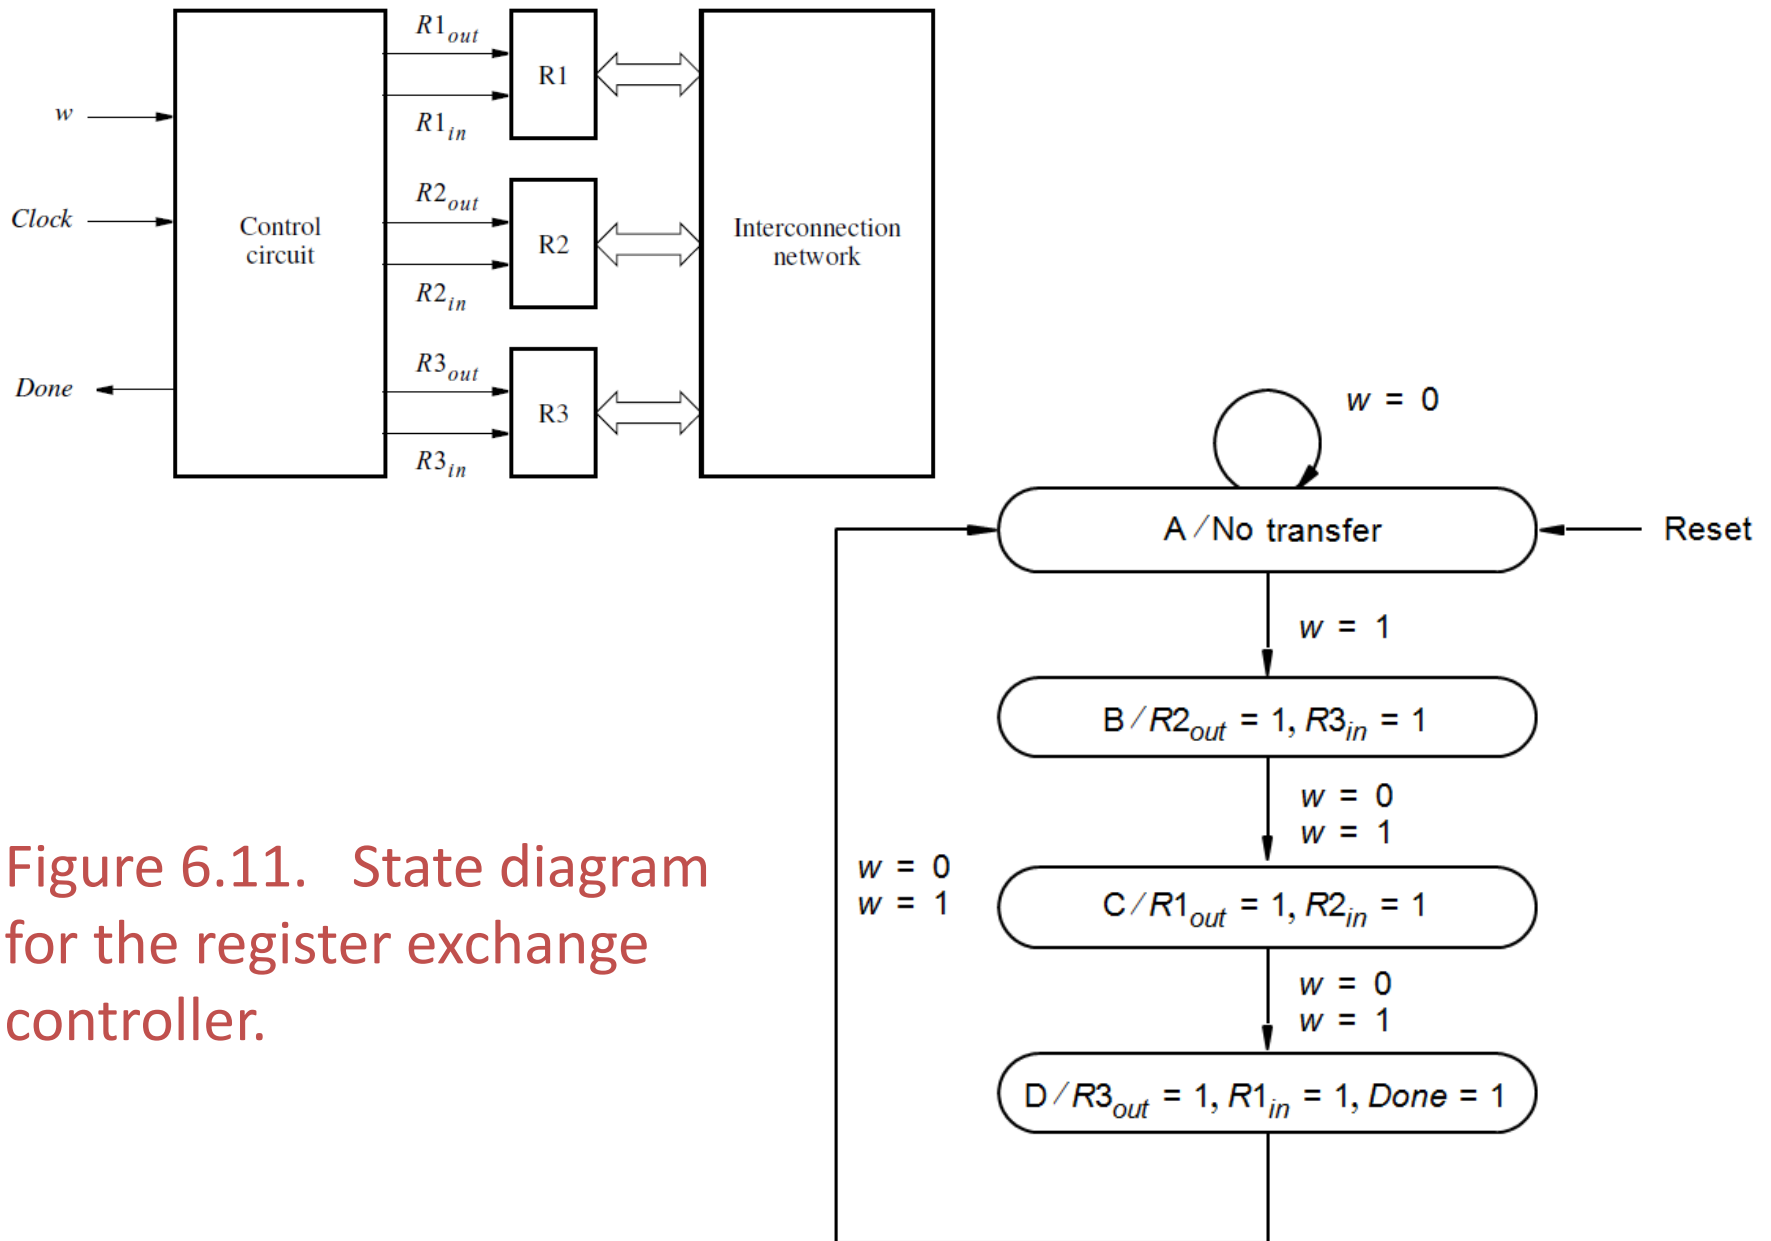 w
Clock
Done
Control
circuit
R1out
R1in
R2out
R2in
R3out
R3in
R1
R2
R3
Interconnection
network
w = 0
A/No transfer
Reset
w = 1
B/R2out = 1, R3in = 1
w = 0
w = 1
C/R1out = 1, R2in = 1
w = 0
w = 1
D/R3out = 1, R1in = 1, Done = 1
w = 0
w = 1
Figure 6.11. State diagram
for the register exchange
controller.